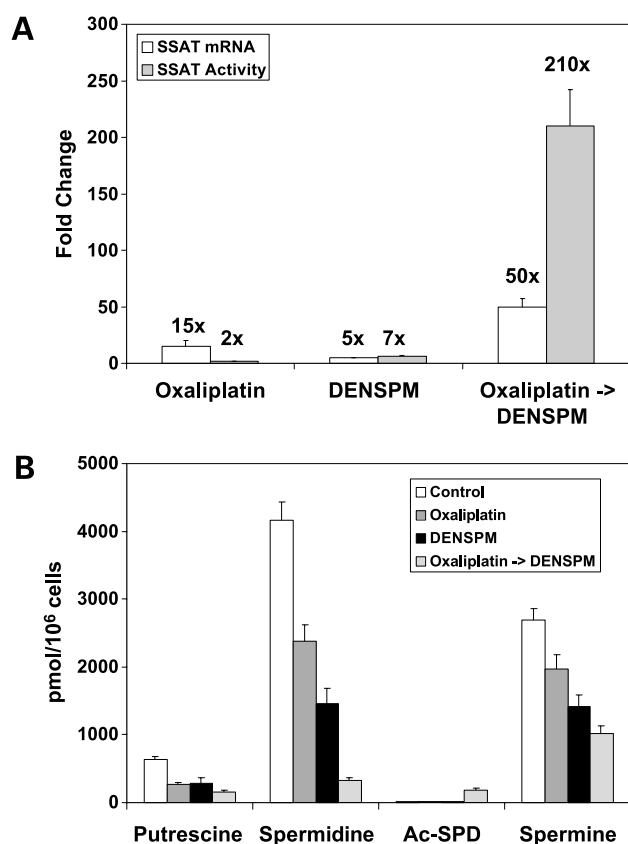 A
SSAT mRNA
SSAT Activity
Fold Change
300
250
200
150
100
50
0
15x
2x
5x
7x
50x
210x
Oxaliplatin
DENSPM
Oxaliplatin ->
DENSPM
B
Control
Oxaliplatin
DENSPM
Oxaliplatin -> DENSPM
pmol/10⁶ cells
5000
4000
3000
2000
1000
0
Putrescine
Spermidine
Ac-SPD
Spermine